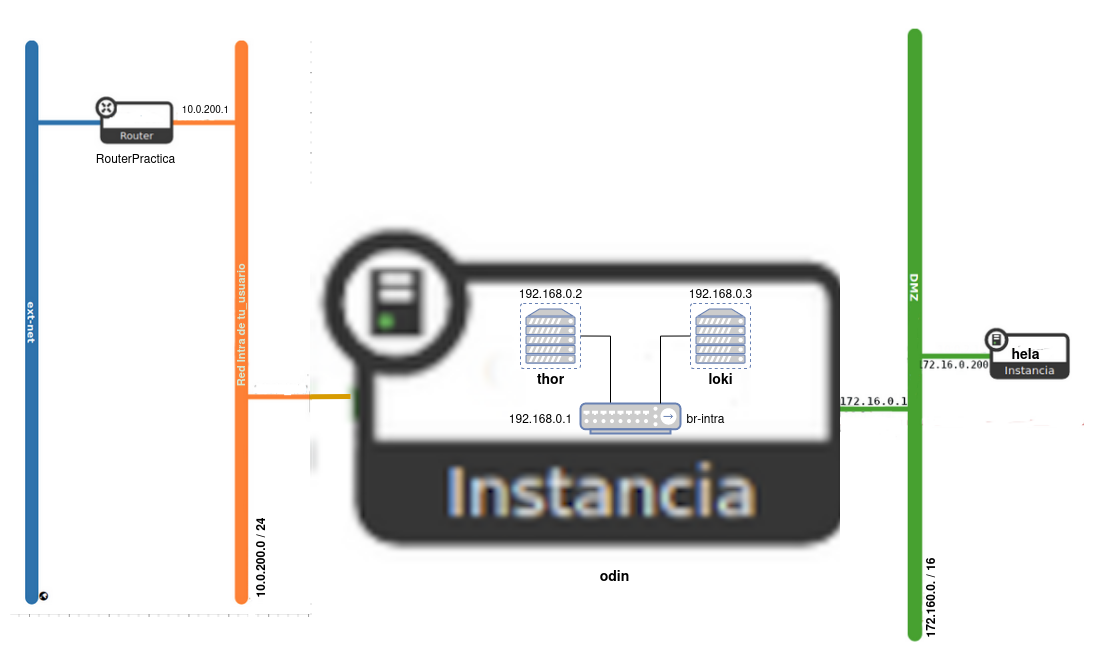 ext-net
Router
RouterPractica
10.0.200.1
Red Intra de tu_usuario
10.0.200.0 / 24
192.168.0.2
thor
192.168.0.3
loki
192.168.0.1
br-intra
Instancia
odin
172.16.0.1
DMZ
172.160.0. / 16
172.16.0.200
hela
Instancia